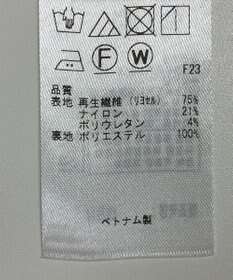 F W
F23
品質
表地 再生繊維 (リヨセル) 75%
ナイロン 21%
ポリウレタン 4%
裏地 ポリエステル 100%
ベトナム製